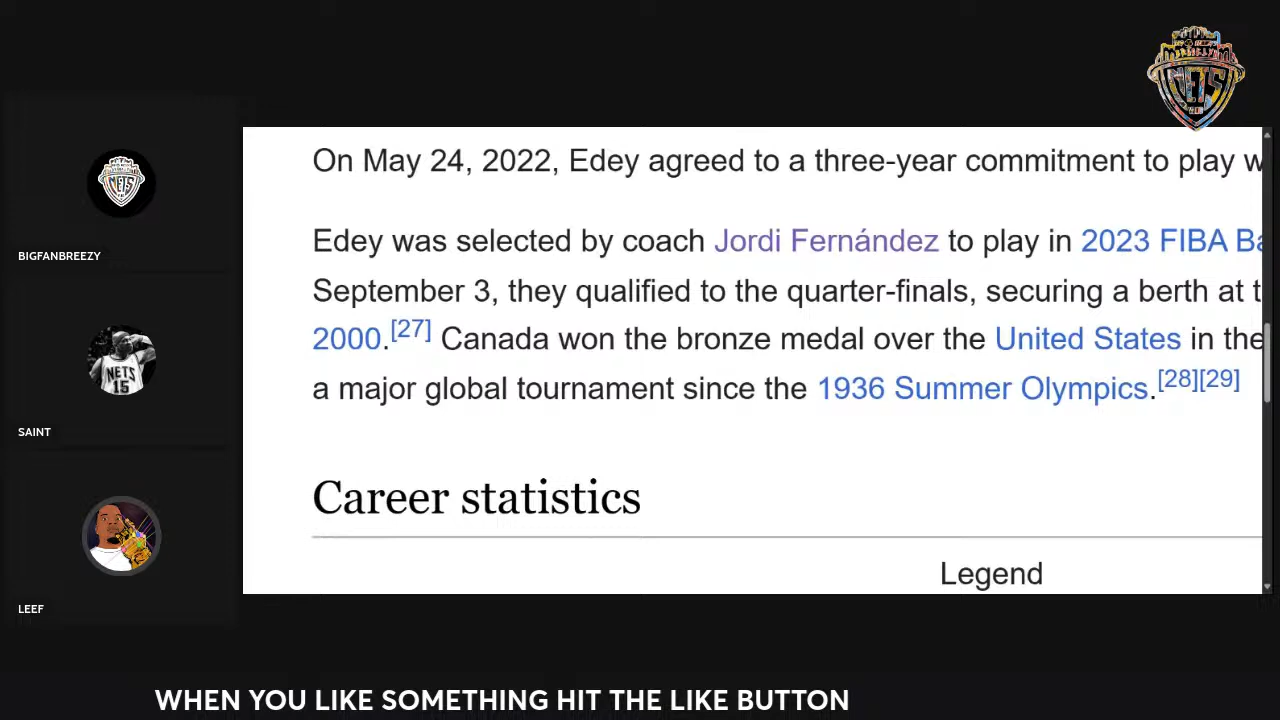 On May 24, 2022, Edey agreed to a three-year commitment to play w
Edey was selected by coach Jordi Fernández to play in 2023 FIBA Ba
September 3, they qualified to the quarter-finals, securing a berth at t
2000.[27] Canada won the bronze medal over the United States in the
a major global tournament since the 1936 Summer Olympics.[28][29]
Career statistics
Legend
BIGFANBREEZY
NETS
15
SAINT
LEEF
WHEN YOU LIKE SOMETHING HIT THE LIKE BUTTON